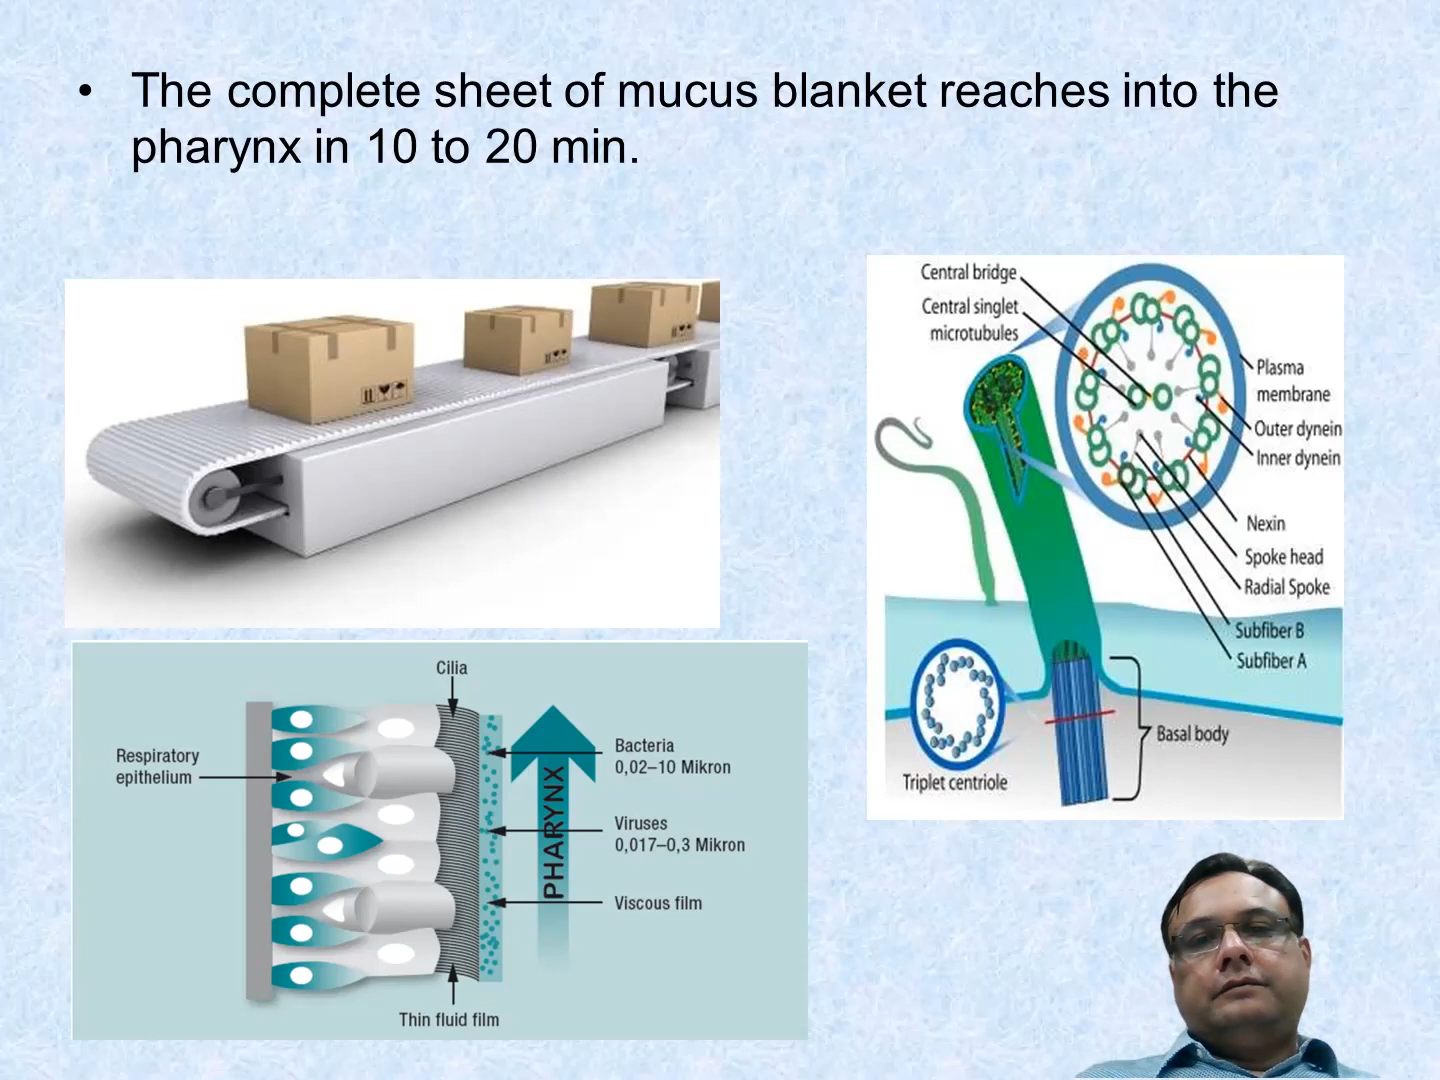 • The complete sheet of mucus blanket reaches into the
pharynx in 10 to 20 min.
Central bridge
Central singlet
microtubules
Plasma
membrane
Outer dynein
Inner dynein
Nexin
Spoke head
Radial Spoke
Subfiber B
Subfiber A
Basal body
Triplet centriole
Cilia
Respiratory
epithelium
Bacteria
0,02–10 Mikron
Viruses
0,017–0,3 Mikron
Viscous film
PHARYNX
Thin fluid film